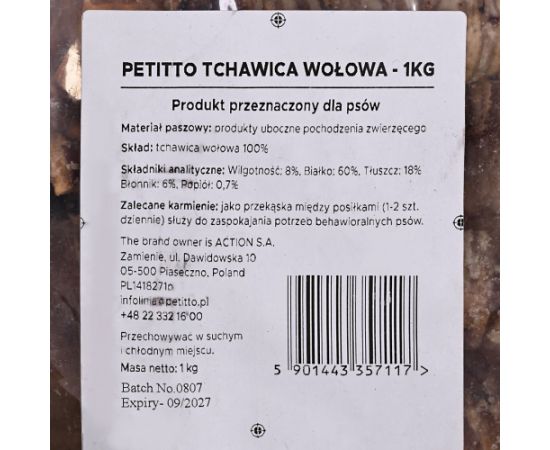 PETITTO TCHAWICA WOŁOWA - 1KG
Produkt przeznaczony dla psów
Materiał paszowy: produkty uboczne pochodzenia zwierzęcego
Skład: tchawica wołowa 100%
Składniki analityczne: Wilgotność: 8%, Białko: 60%, Tłuszcz: 18%
Błonnik: 6%, Popiół: 0,7%
Zalecane karmienie: jako przekąska między posiłkami (1-2 szt.
dziennie) służy do zaspokajania potrzeb behawioralnych psów.
The brand owner is ACTION S.A.
Zamienie, ul. Dawidowska 10
05-500 Piaseczno, Poland
PL14182710
infolinia@petitto.pl
+48 22 332 16 00
Przechowywać w suchym
i chłodnym miejscu.
Masa netto: 1 kg
Batch No.0807
Expiry- 09/2027
5 901443 357117 >